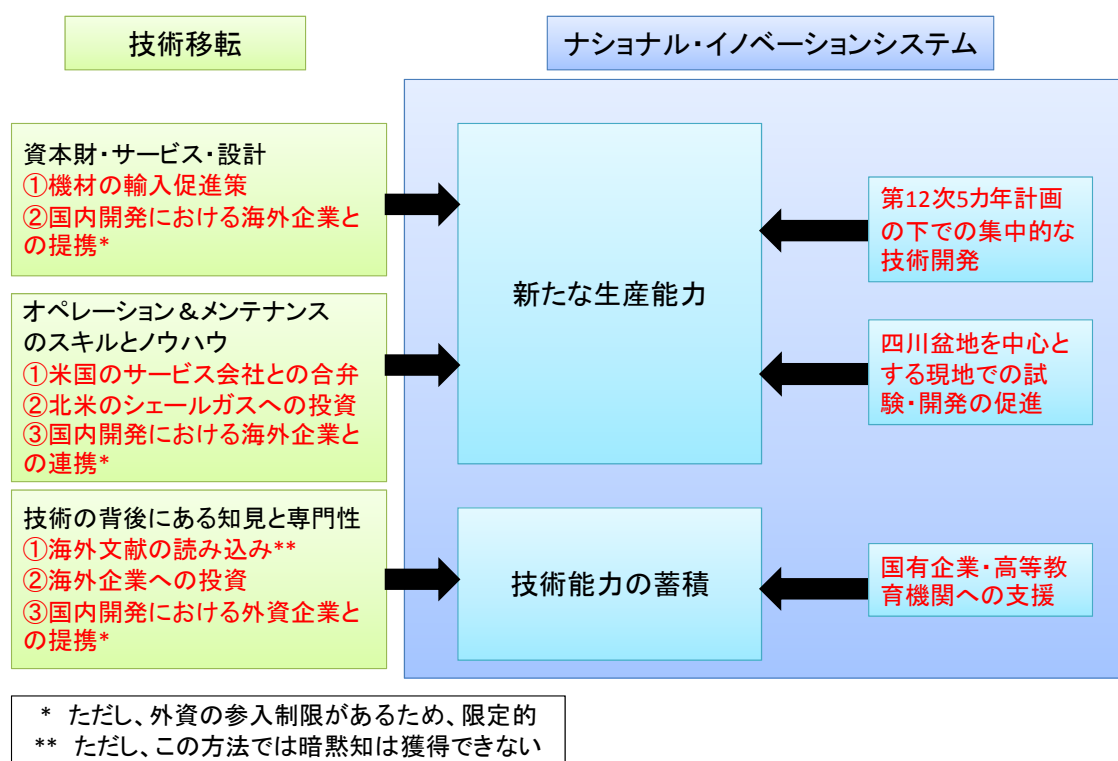 技術移転
ナショナル・イノベーションシステム
資本財・サービス・設計
①機材の輸入促進策
②国内開発における海外企業と
の提携*
オペレーション＆メンテナンス
のスキルとノウハウ
①米国のサービス会社との合弁
②北米のシェールガスへの投資
③国内開発における海外企業と
の連携*
技術の背後にある知見と専門性
①海外文献の読み込み**
②海外企業への投資
③国内開発における外資企業と
の提携*
新たな生産能力
技術能力の蓄積
第12次5カ年計画
の下での集中的な
技術開発
四川盆地を中心と
する現地での試
験・開発の促進
国有企業・高等教
育機関への支援
* ただし、外資の参入制限があるため、限定的
** ただし、この方法では暗黙知は獲得できない